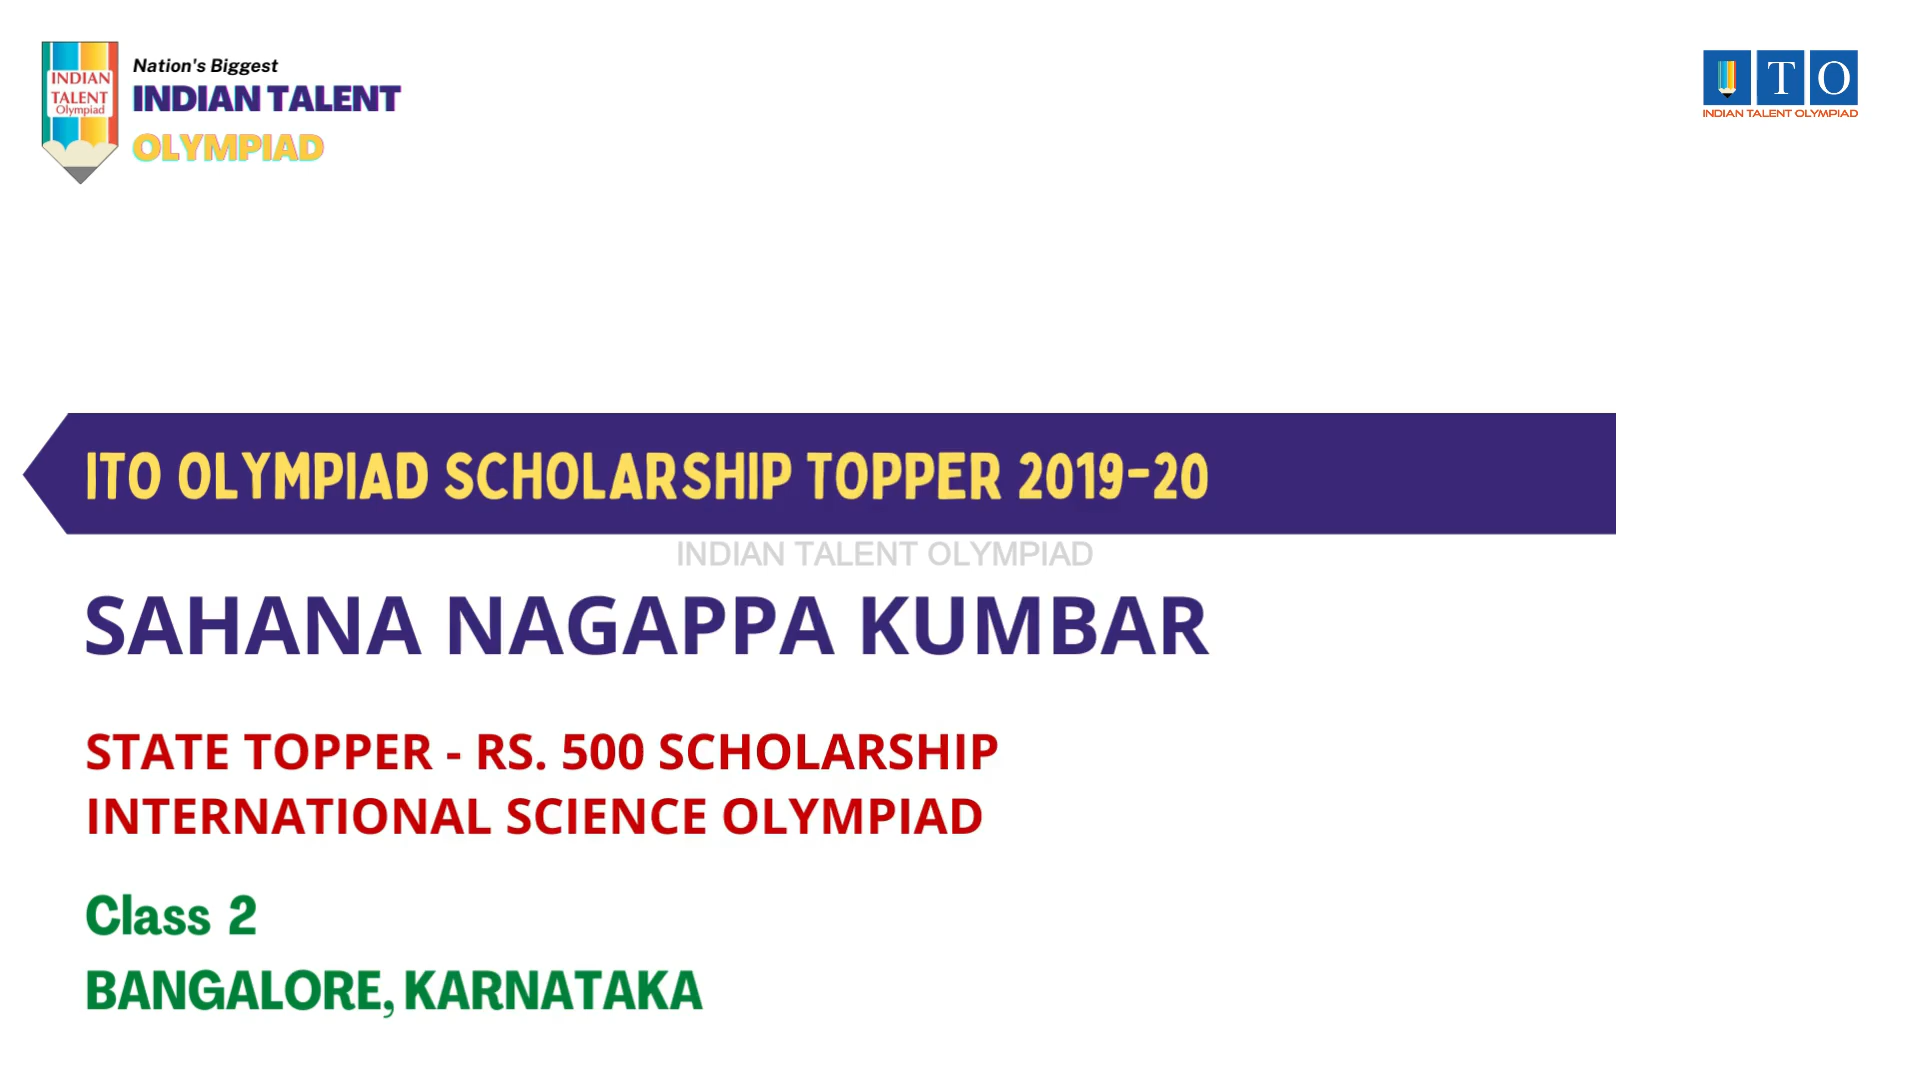 INDIAN
TALENT
Olympiad
Nation's Biggest
INDIAN TALENT
OLYMPIAD
TO
INDIAN TALENT OLYMPIAD
ITO OLYMPIAD SCHOLARSHIP TOPPER 2019-20
INDIAN TALENT OLYMPIAD
SAHANA NAGAPPA KUMBAR
STATE TOPPER - RS. 500 SCHOLARSHIP
INTERNATIONAL SCIENCE OLYMPIAD
Class 2
BANGALORE, KARNATAKA